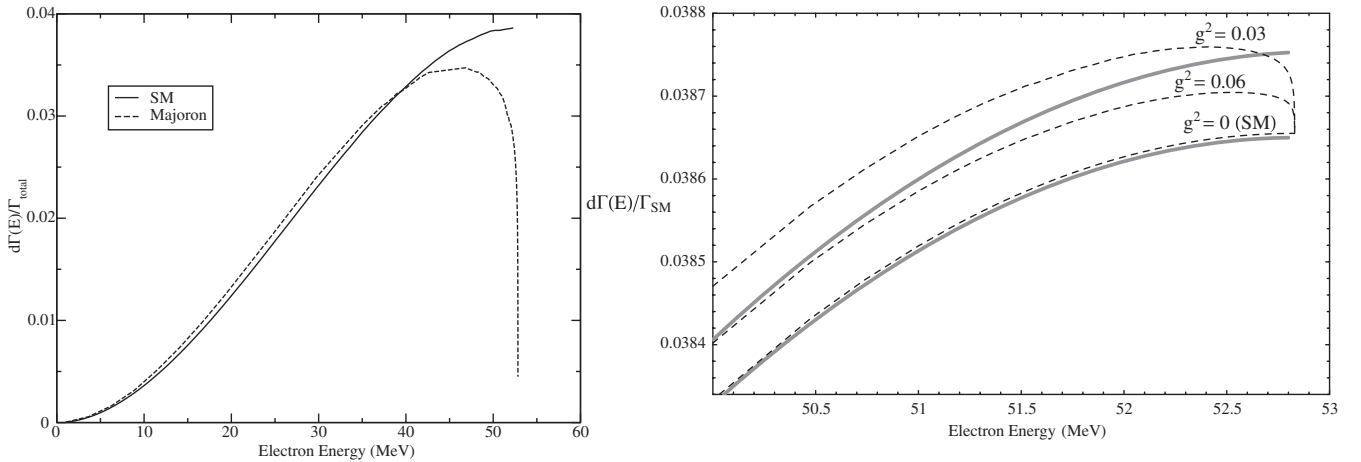 0.04
0.03
0.02
0.01
0
0
10
20
30
40
50
60
dΓ(E)/Γtotal
Electron Energy (MeV)
SM
Majoron
0.0388
0.0387
0.0386
0.0385
0.0384
50.5
51
51.5
52
52.5
53
dΓ(E)/ΓSM
Electron Energy (MeV)
g² = 0.03
g² = 0.06
g² = 0 (SM)